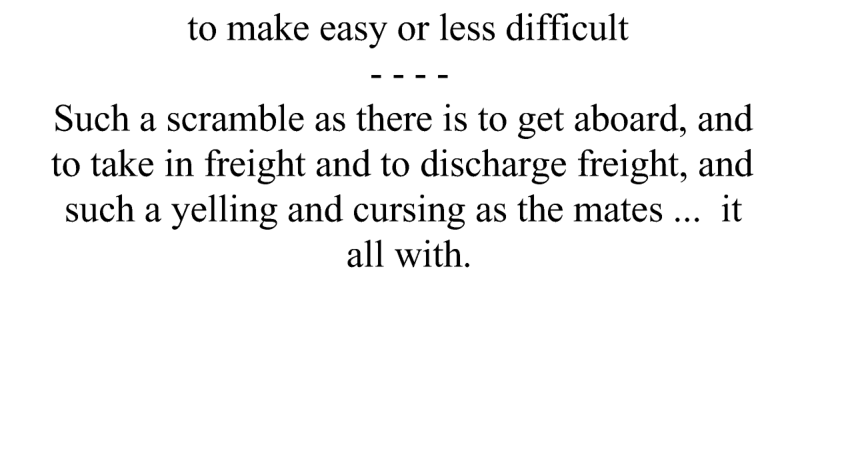 to make easy or less difficult
- - - -
Such a scramble as there is to get aboard, and
to take in freight and to discharge freight, and
such a yelling and cursing as the mates ...  it
all with.